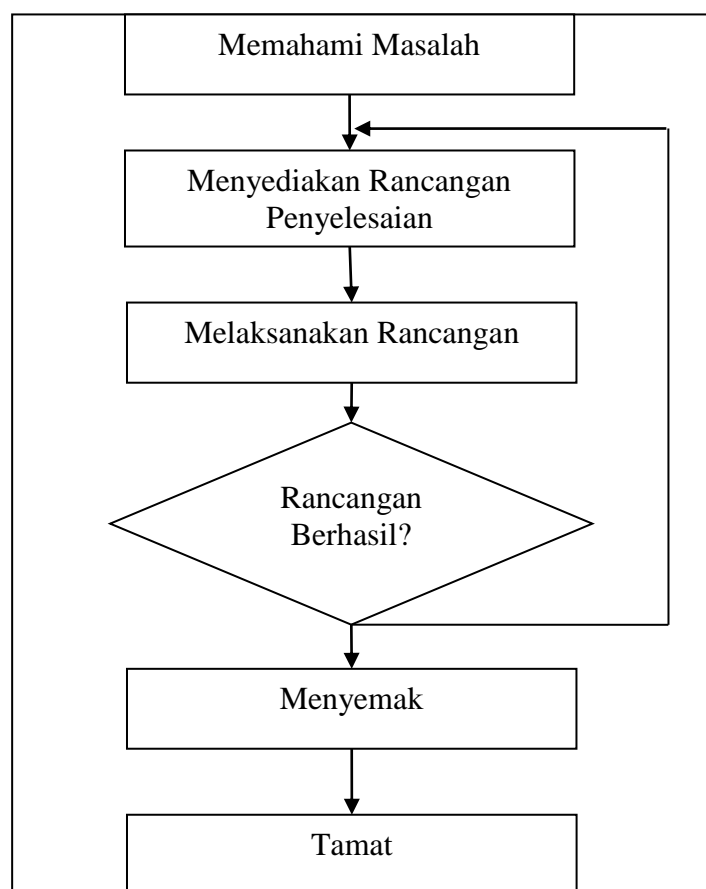 Memahami Masalah
Menyediakan Rancangan
Penyelesaian
Melaksanakan Rancangan
Rancangan
Berhasil?
Menyemak
Tamat